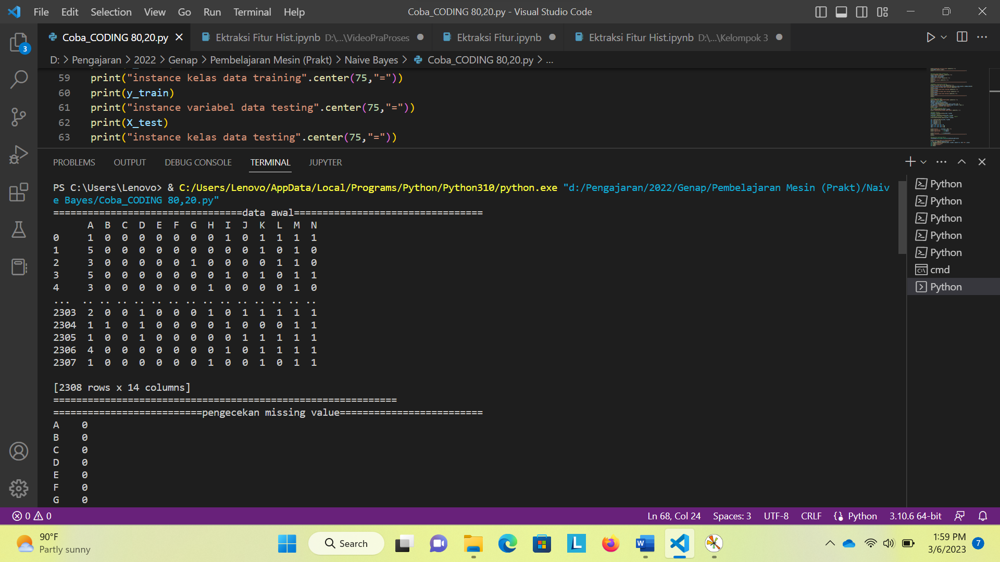 File Edit Selection View Go Run Terminal Help
Coba_CODING 80,20.py - Visual Studio Code
Coba_CODING 80,20.py
Ektraksi Fitur Hist.ipynb D:\...\VideoPraProses
Ektraksi Fitur.ipynb
Ektraksi Fitur Hist.ipynb D:\...\Kelompok 3
3
D: > Pengajaran > 2022 > Genap > Pembelajaran Mesin (Prakt) > Naive Bayes > Coba_CODING 80,20.py > ...
59 print("instance kelas data training".center(75,"="))
60 print(y_train)
61 print("instance variabel data testing".center(75,"="))
62 print(X_test)
63 print("instance kelas data testing".center(75,"="))
PROBLEMS OUTPUT DEBUG CONSOLE TERMINAL JUPYTER
PS C:\Users\Lenovo> & C:/Users/Lenovo/AppData/Local/Programs/Python/Python310/python.exe "d:/Pengajaran/2022/Genap/Pembelajaran Mesin (Prakt)/Naiv
e Bayes/Coba_CODING 80,20.py"
=================================data awal=================================
A B C D E F G H I J K L M N
0 1 0 0 0 0 0 0 0 1 0 1 1 1 1
1 5 0 0 0 0 0 0 0 0 0 1 0 1 0
2 3 0 0 0 0 0 1 0 0 0 0 1 1 0
3 5 0 0 0 0 0 0 0 1 0 1 0 1 1
4 3 0 0 0 0 0 0 1 0 0 0 0 1 0
... .. .. .. .. .. .. .. .. .. .. .. .. .. ..
2303 2 0 0 1 0 0 0 1 0 1 1 1 1 1
2304 1 1 0 1 0 0 0 0 1 0 0 0 1 1
2305 1 0 0 1 0 0 0 0 0 1 1 1 1 1
2306 4 0 0 0 0 0 0 0 1 0 1 1 1 1
2307 1 0 0 0 0 0 0 1 0 0 1 0 1 1
[2308 rows x 14 columns]
============================================================
==========================pengecekan missing value=========================
A 0
B 0
C 0
D 0
E 0
F 0
G 0
Python
Python
Python
Python
Python
cmd
Python
0 0
Ln 68, Col 24 Spaces: 3 UTF-8 CRLF Python 3.10.6 64-bit
90°F
Partly sunny
Search
1:59 PM
3/6/2023
7